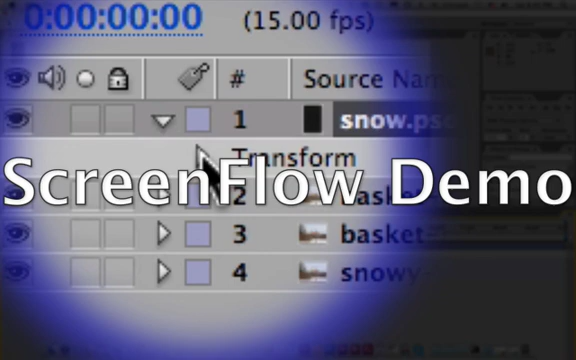 0:00:00:00 (15.00 fps)
# Source Nam
1 snow.psd
Transform
ScreenFlow Demo
2 bask
3 basket-
4 snowy-